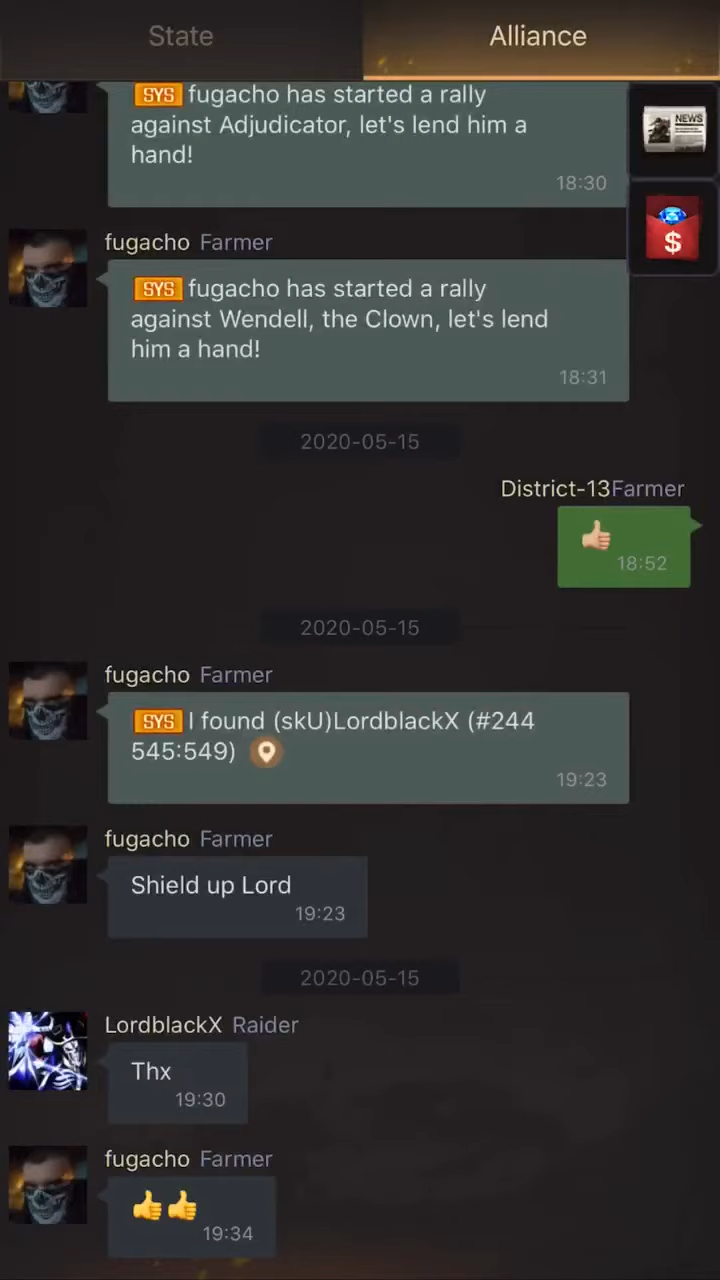 State
Alliance
SYS fugacho has started a rally
against Adjudicator, let's lend him a
hand!
18:30
NEWS
$
fugacho Farmer
SYS fugacho has started a rally
against Wendell, the Clown, let's lend
him a hand!
18:31
2020-05-15
District-13Farmer
👍🏼
18:52
2020-05-15
fugacho Farmer
SYS I found (skU)LordblackX (#244
545:549)
19:23
fugacho Farmer
Shield up Lord
19:23
2020-05-15
LordblackX Raider
Thx
19:30
fugacho Farmer
👍👍
19:34